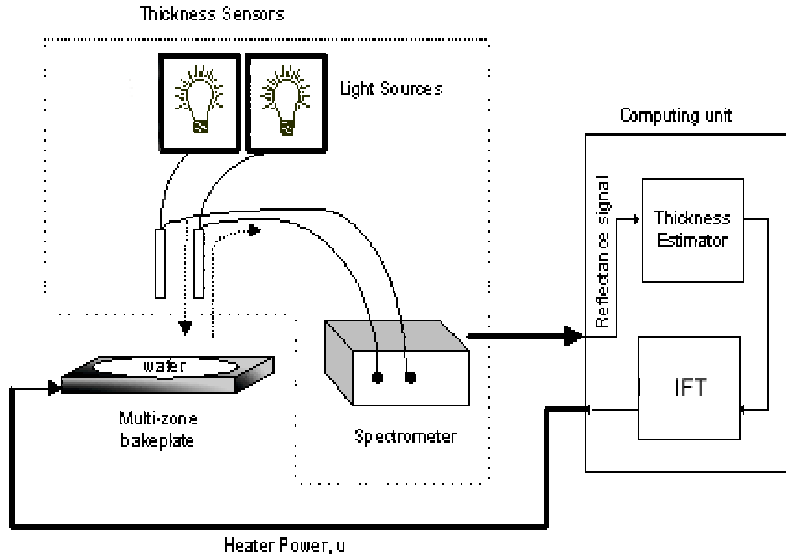 Thickness Sensors
Light Sources
Computing unit
Reflectance signal
Thickness
Estimator
wafer
Multi-zone
bakeplate
Spectrometer
IFT
Heater Power, u